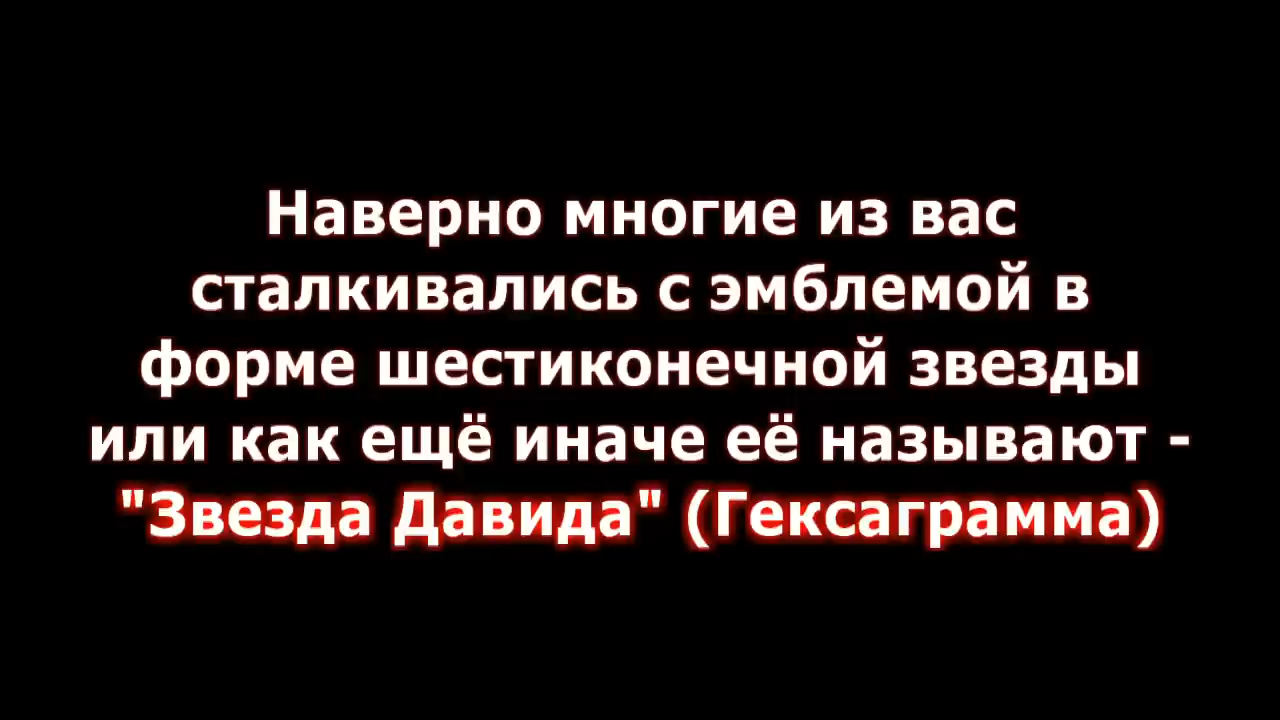 Наверно многие из вас
сталкивались с эмблемой в
форме шестиконечной звезды
или как ещё иначе её называют -
"Звезда Давида" (Гексаграмма)